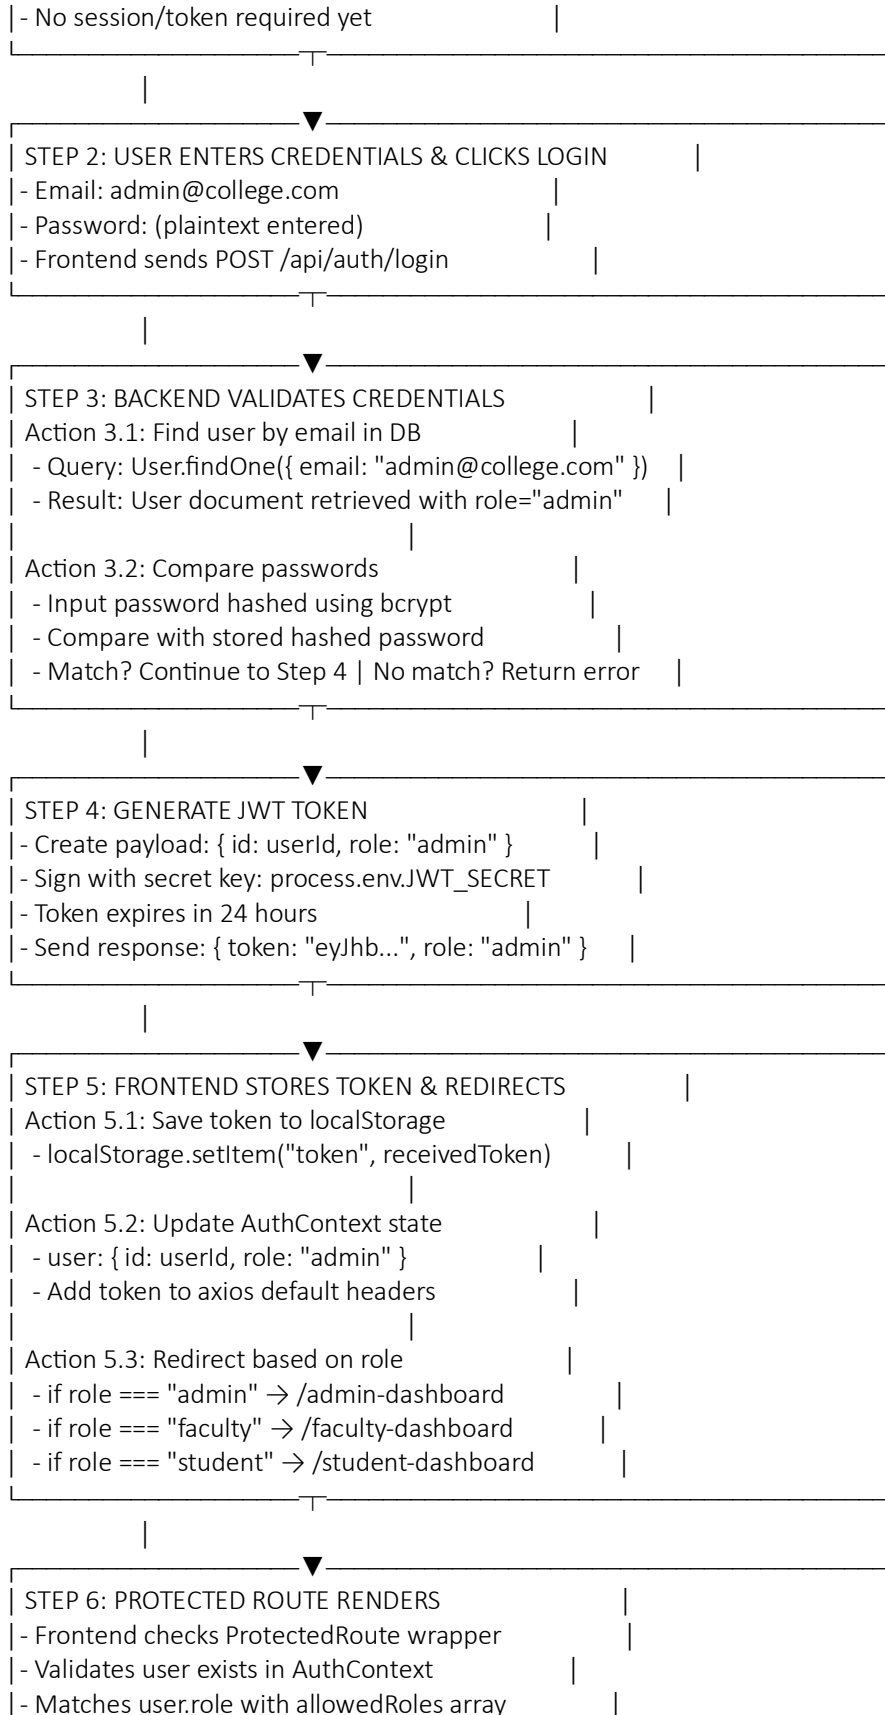 - No session/token required yet
STEP 2: USER ENTERS CREDENTIALS & CLICKS LOGIN
- Email: admin@college.com
- Password: (plaintext entered)
- Frontend sends POST /api/auth/login
STEP 3: BACKEND VALIDATES CREDENTIALS
Action 3.1: Find user by email in DB
- Query: User.findOne({ email: "admin@college.com" })
- Result: User document retrieved with role="admin"
Action 3.2: Compare passwords
- Input password hashed using bcrypt
- Compare with stored hashed password
- Match? Continue to Step 4 | No match? Return error
STEP 4: GENERATE JWT TOKEN
- Create payload: { id: userId, role: "admin" }
- Sign with secret key: process.env.JWT_SECRET
- Token expires in 24 hours
- Send response: { token: "eyJhb...", role: "admin" }
STEP 5: FRONTEND STORES TOKEN & REDIRECTS
Action 5.1: Save token to localStorage
- localStorage.setItem("token", receivedToken)
Action 5.2: Update AuthContext state
- user: { id: userId, role: "admin" }
- Add token to axios default headers
Action 5.3: Redirect based on role
- if role === "admin" → /admin-dashboard
- if role === "faculty" → /faculty-dashboard
- if role === "student" → /student-dashboard
STEP 6: PROTECTED ROUTE RENDERS
- Frontend checks ProtectedRoute wrapper
- Validates user exists in AuthContext
- Matches user.role with allowedRoles array